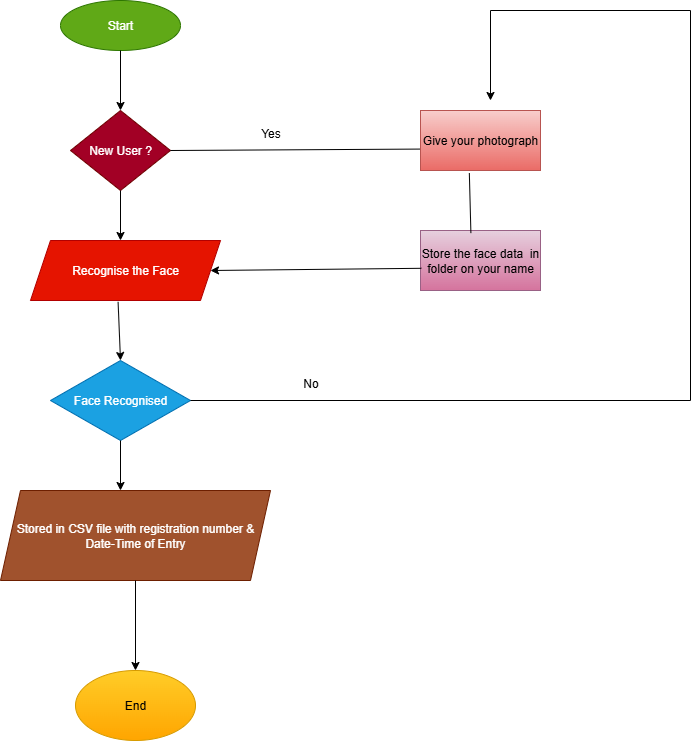 Start
New User ?
Yes
Give your photograph
Recognise the Face
Store the face data in
folder on your name
Face Recognised
No
Stored in CSV file with registration number &
Date-Time of Entry
End